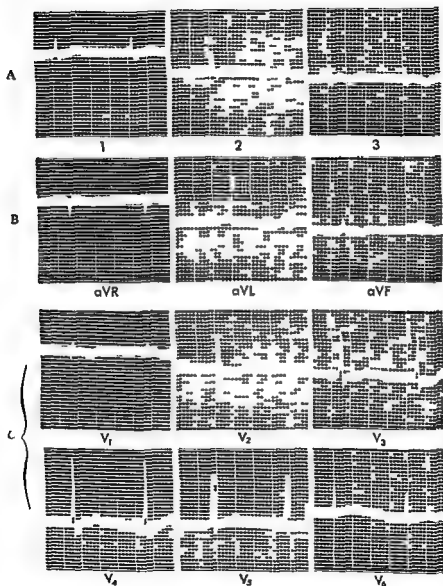 A
1 2 3
B
aVR aVL aVF
C
V₁ V₂ V₃
V₄ V₅ V₆